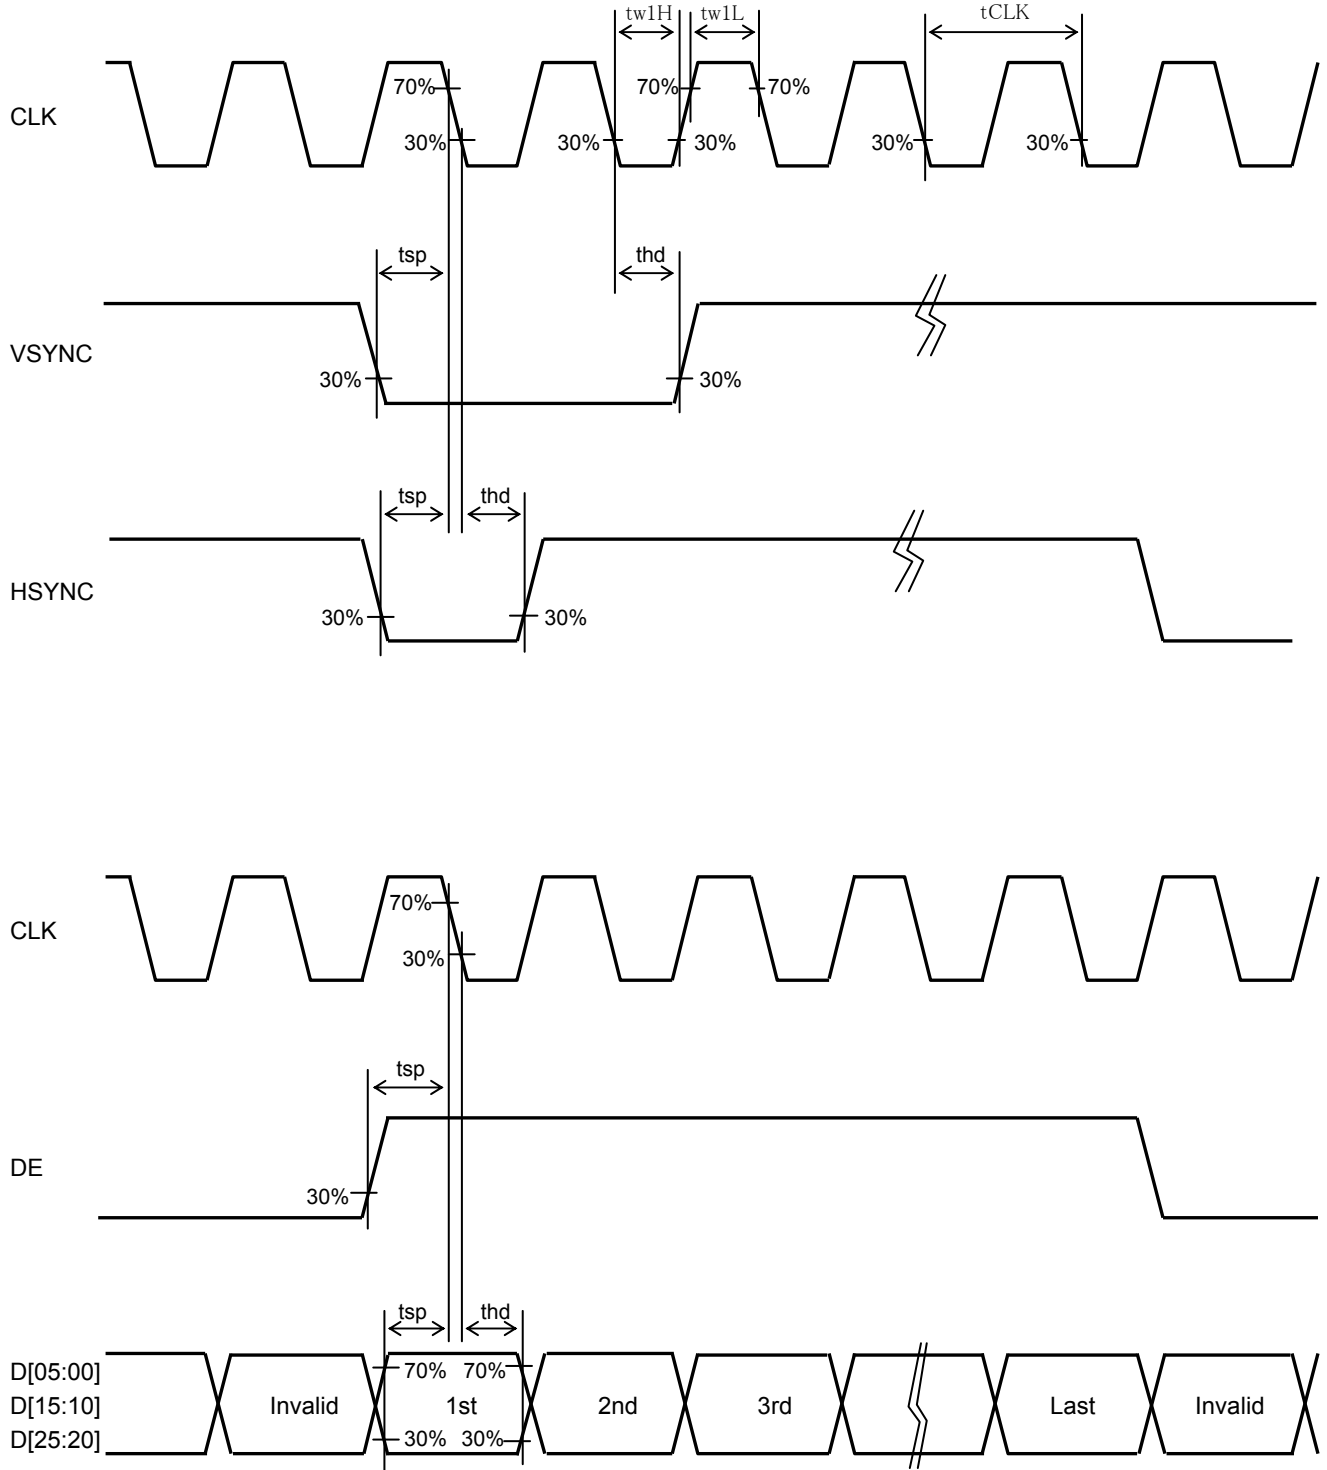 tw1H tw1L tCLK
70% 70% 70%
CLK
30% 30% 30% 30% 30%
tsp thd
VSYNC
30% 30%
tsp thd
HSYNC
30% 30%
70%
CLK
30%
tsp
DE
30%
tsp thd
D[05:00] 70% 70%
D[15:10] Invalid 1st 2nd 3rd Last Invalid
D[25:20] 30% 30%